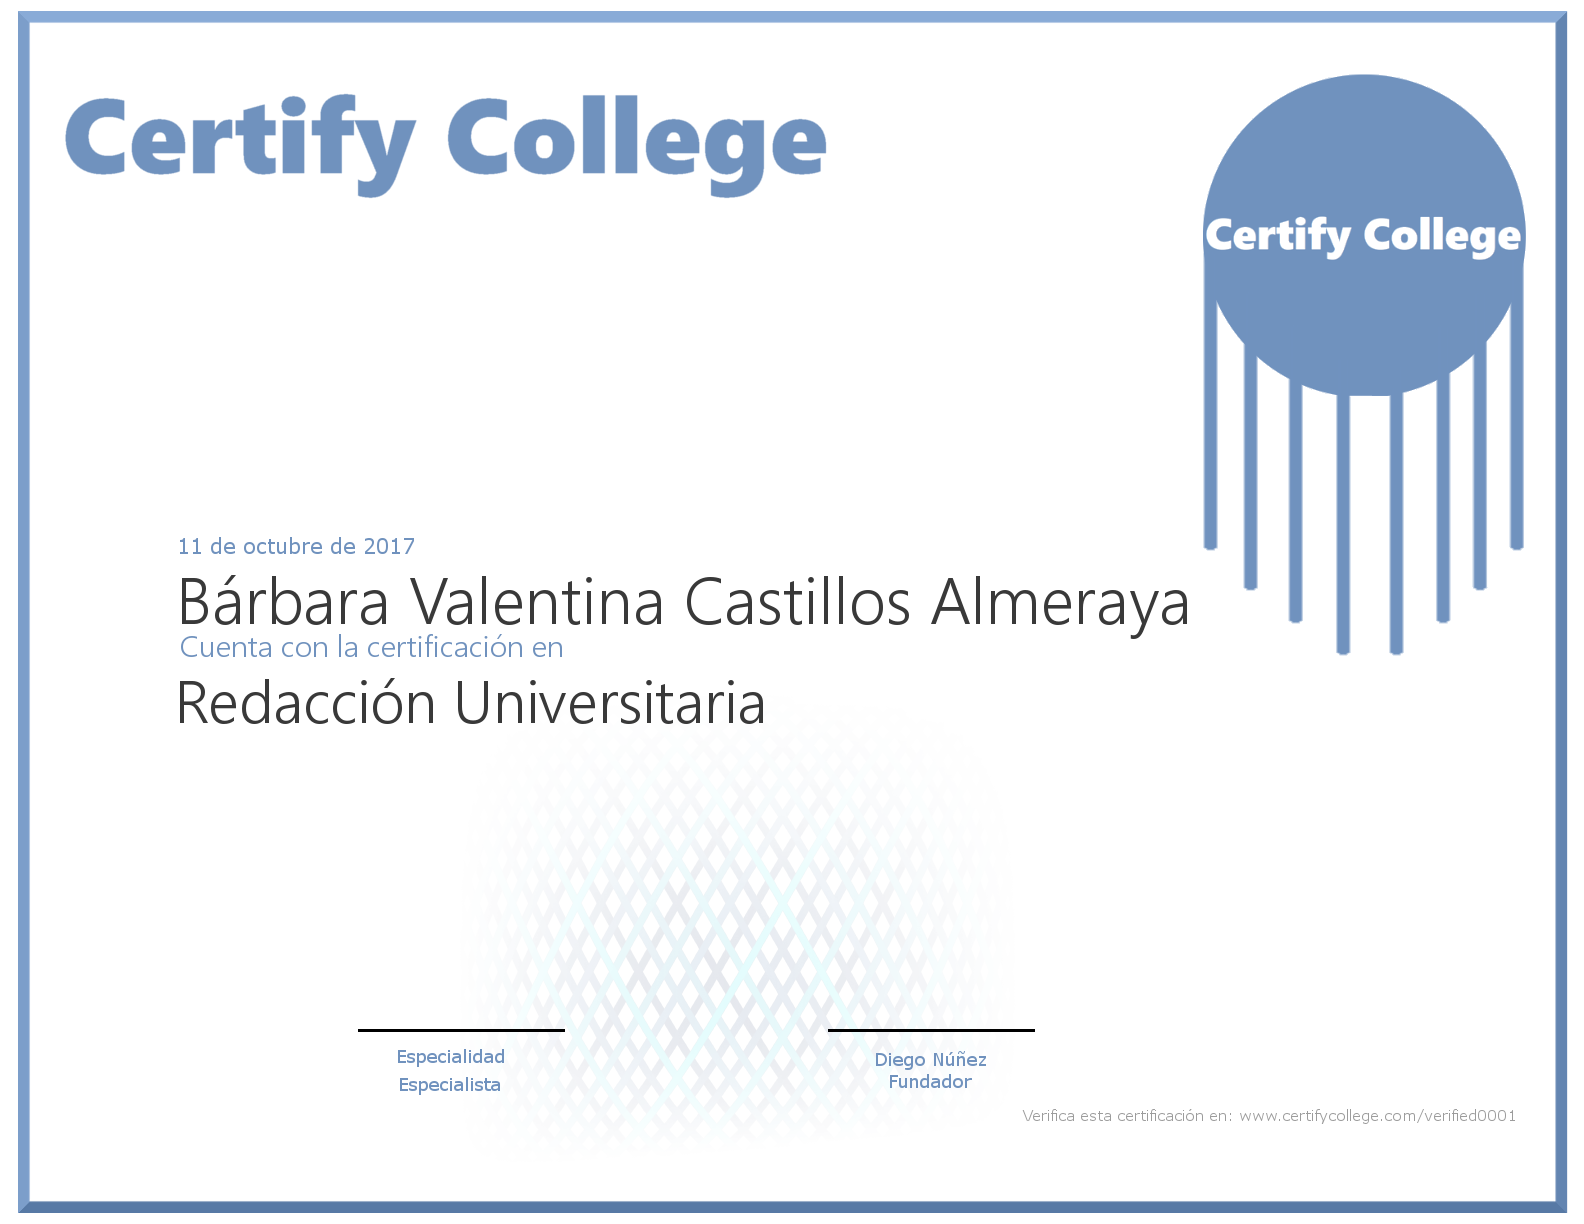 Certify College
Certify College
11 de octubre de 2017
Bárbara Valentina Castillos Almeraya
Cuenta con la certificación en
Redacción Universitaria
Especialidad
Especialista
Diego Núñez
Fundador
Verifica esta certificación en: www.certifycollege.com/verified0001